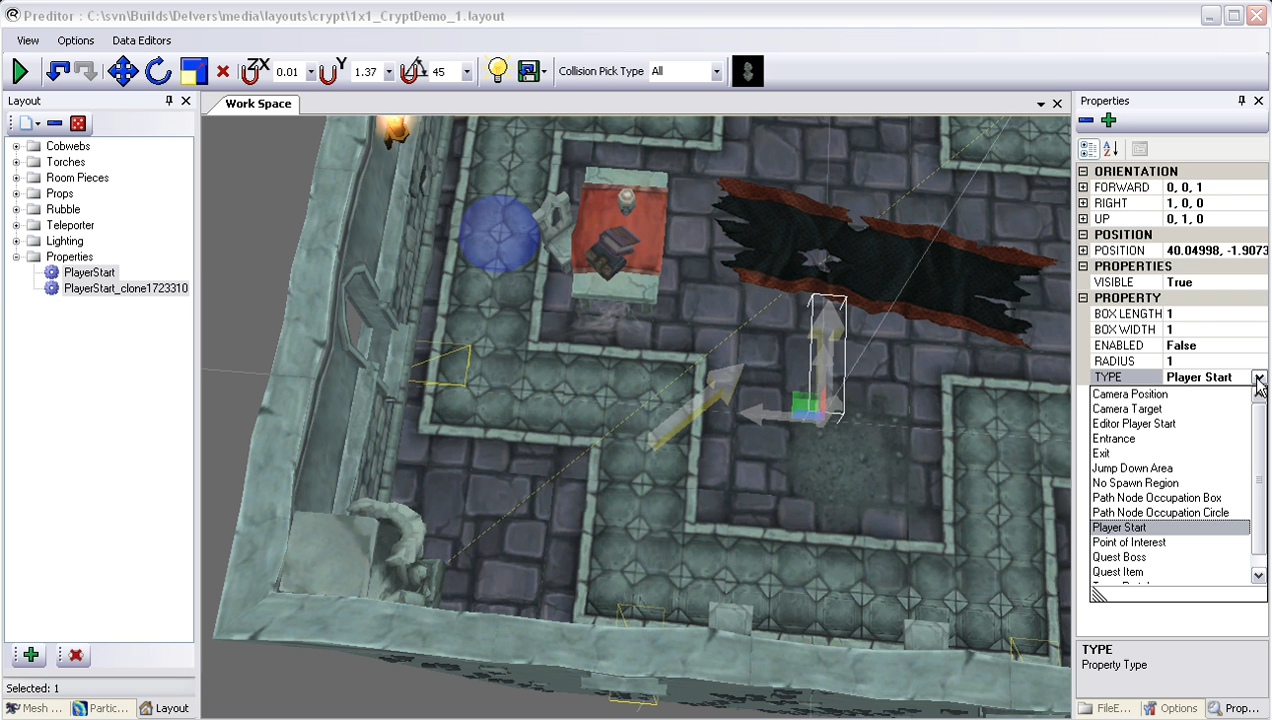 Preditor : C:\svn\Builds\Delvers\media\layouts\crypt\1x1_CryptDemo_1.layout
View Options Data Editors
ZX 0.01 Y 1.37 45 Collision Pick Type All
Layout
Work Space
Properties
Cobwebs
Torches
Room Pieces
Props
Rubble
Teleporter
Lighting
Properties
PlayerStart
PlayerStart_clone1723310
ORIENTATION
FORWARD 0, 0, 1
RIGHT 1, 0, 0
UP 0, 1, 0
POSITION
POSITION 40.04998, -1.9073
PROPERTIES
VISIBLE True
PROPERTY
BOX LENGTH 1
BOX WIDTH 1
ENABLED False
RADIUS 1
TYPE Player Start
Camera Position
Camera Target
Editor Player Start
Entrance
Exit
Jump Down Area
No Spawn Region
Path Node Occupation Box
Path Node Occupation Circle
Player Start
Point of Interest
Quest Boss
Quest Item
TYPE
Property Type
Selected: 1
Mesh ... Partic... Layout
FileE... Options Prop...